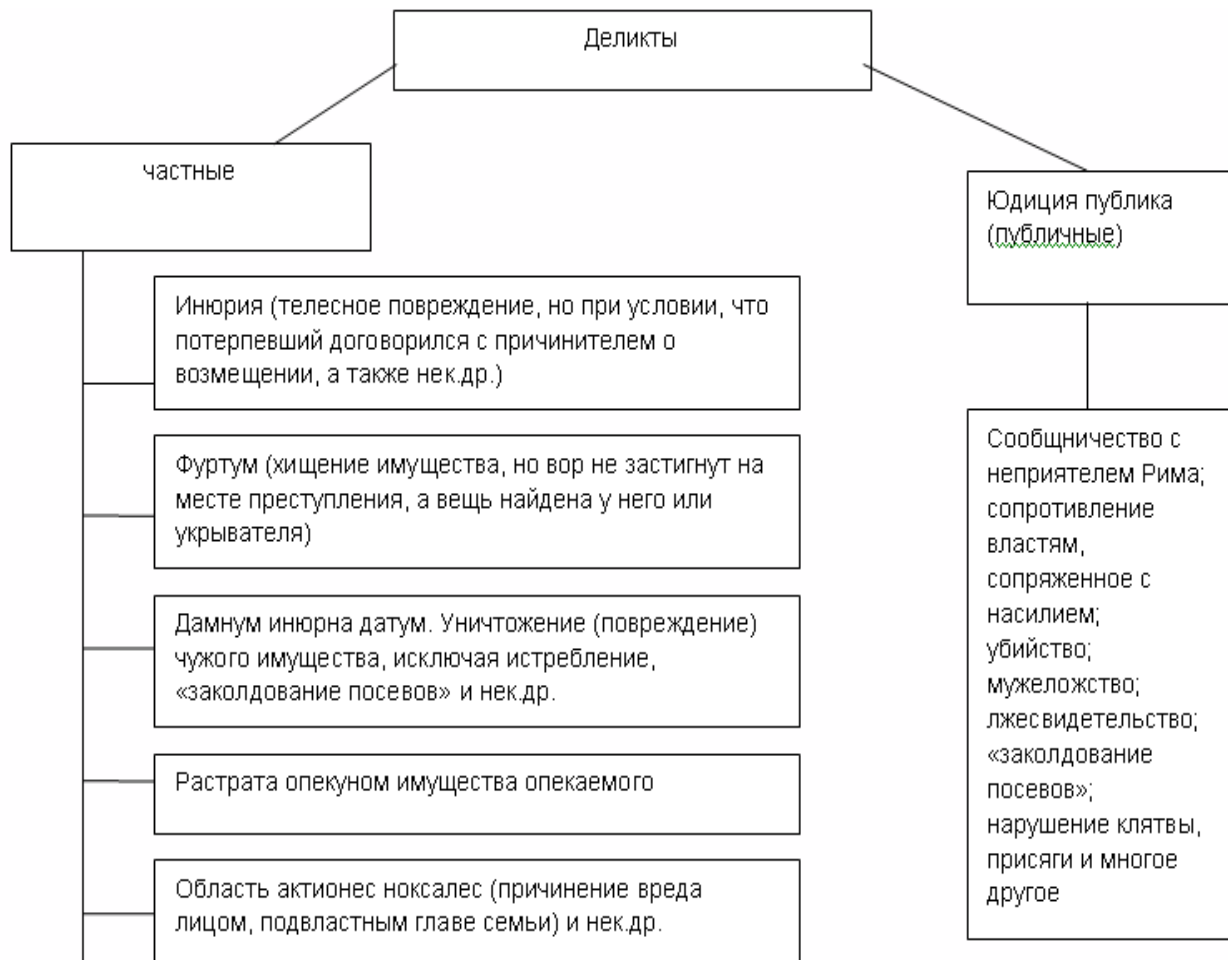 Деликты
частные
Инюрия (телесное повреждение, но при условии, что
потерпевший договорился с причинителем о
возмещении, а также нек.др.)
Фуртум (хищение имущества, но вор не застигнут на
месте преступления, а вещь найдена у него или
укрывателя)
Дамнум инюрна датум. Уничтожение (повреждение)
чужого имущества, исключая истребление,
«заколдование посевов» и нек.др.
Растрата опекуном имущества опекаемого
Область актионес ноксалес (причинение вреда
лицом, подвластным главе семьи) и нек.др.
Юдиция публика
(публичные)
Сообщничество с
неприятелем Рима;
сопротивление
властям,
сопряженное с
насилием;
убийство;
мужеложство;
лжесвидетельство;
«заколдование
посевов»;
нарушение клятвы,
присяги и многое
другое